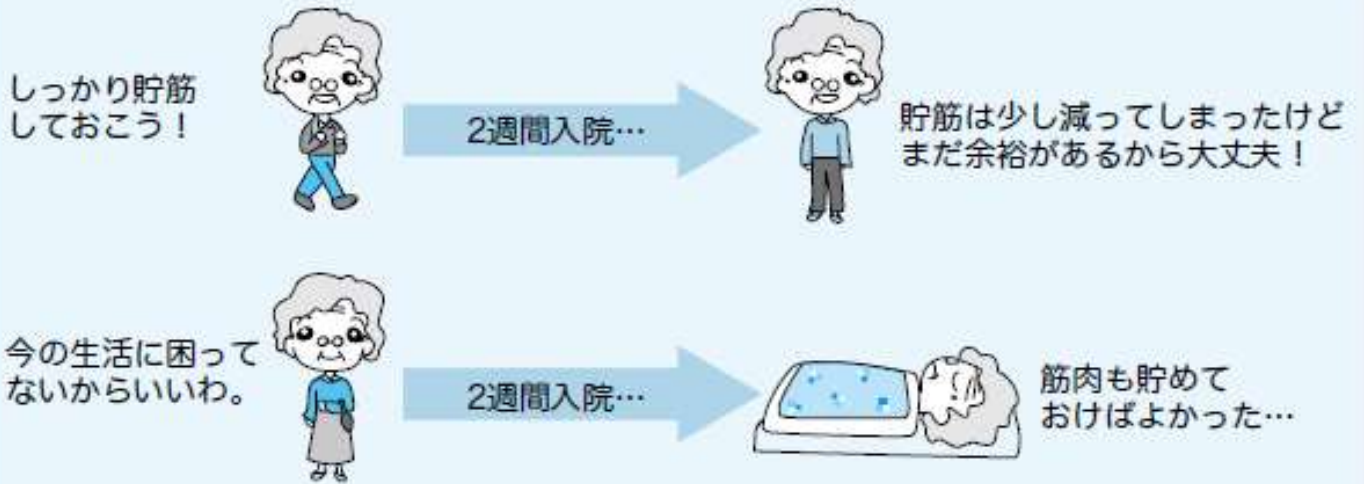 しっかり貯筋
しておこう！
2週間入院…
貯筋は少し減ってしまったけど
まだ余裕があるから大丈夫！
今の生活に困って
ないからいいわ。
2週間入院…
筋肉も貯めて
おけばよかった…